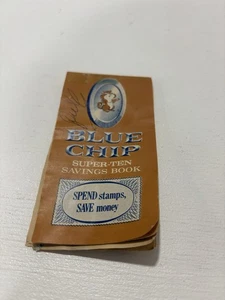 BLUE
CHIP
SUPER-TEN
SAVINGS BOOK
SPEND stamps,
SAVE money